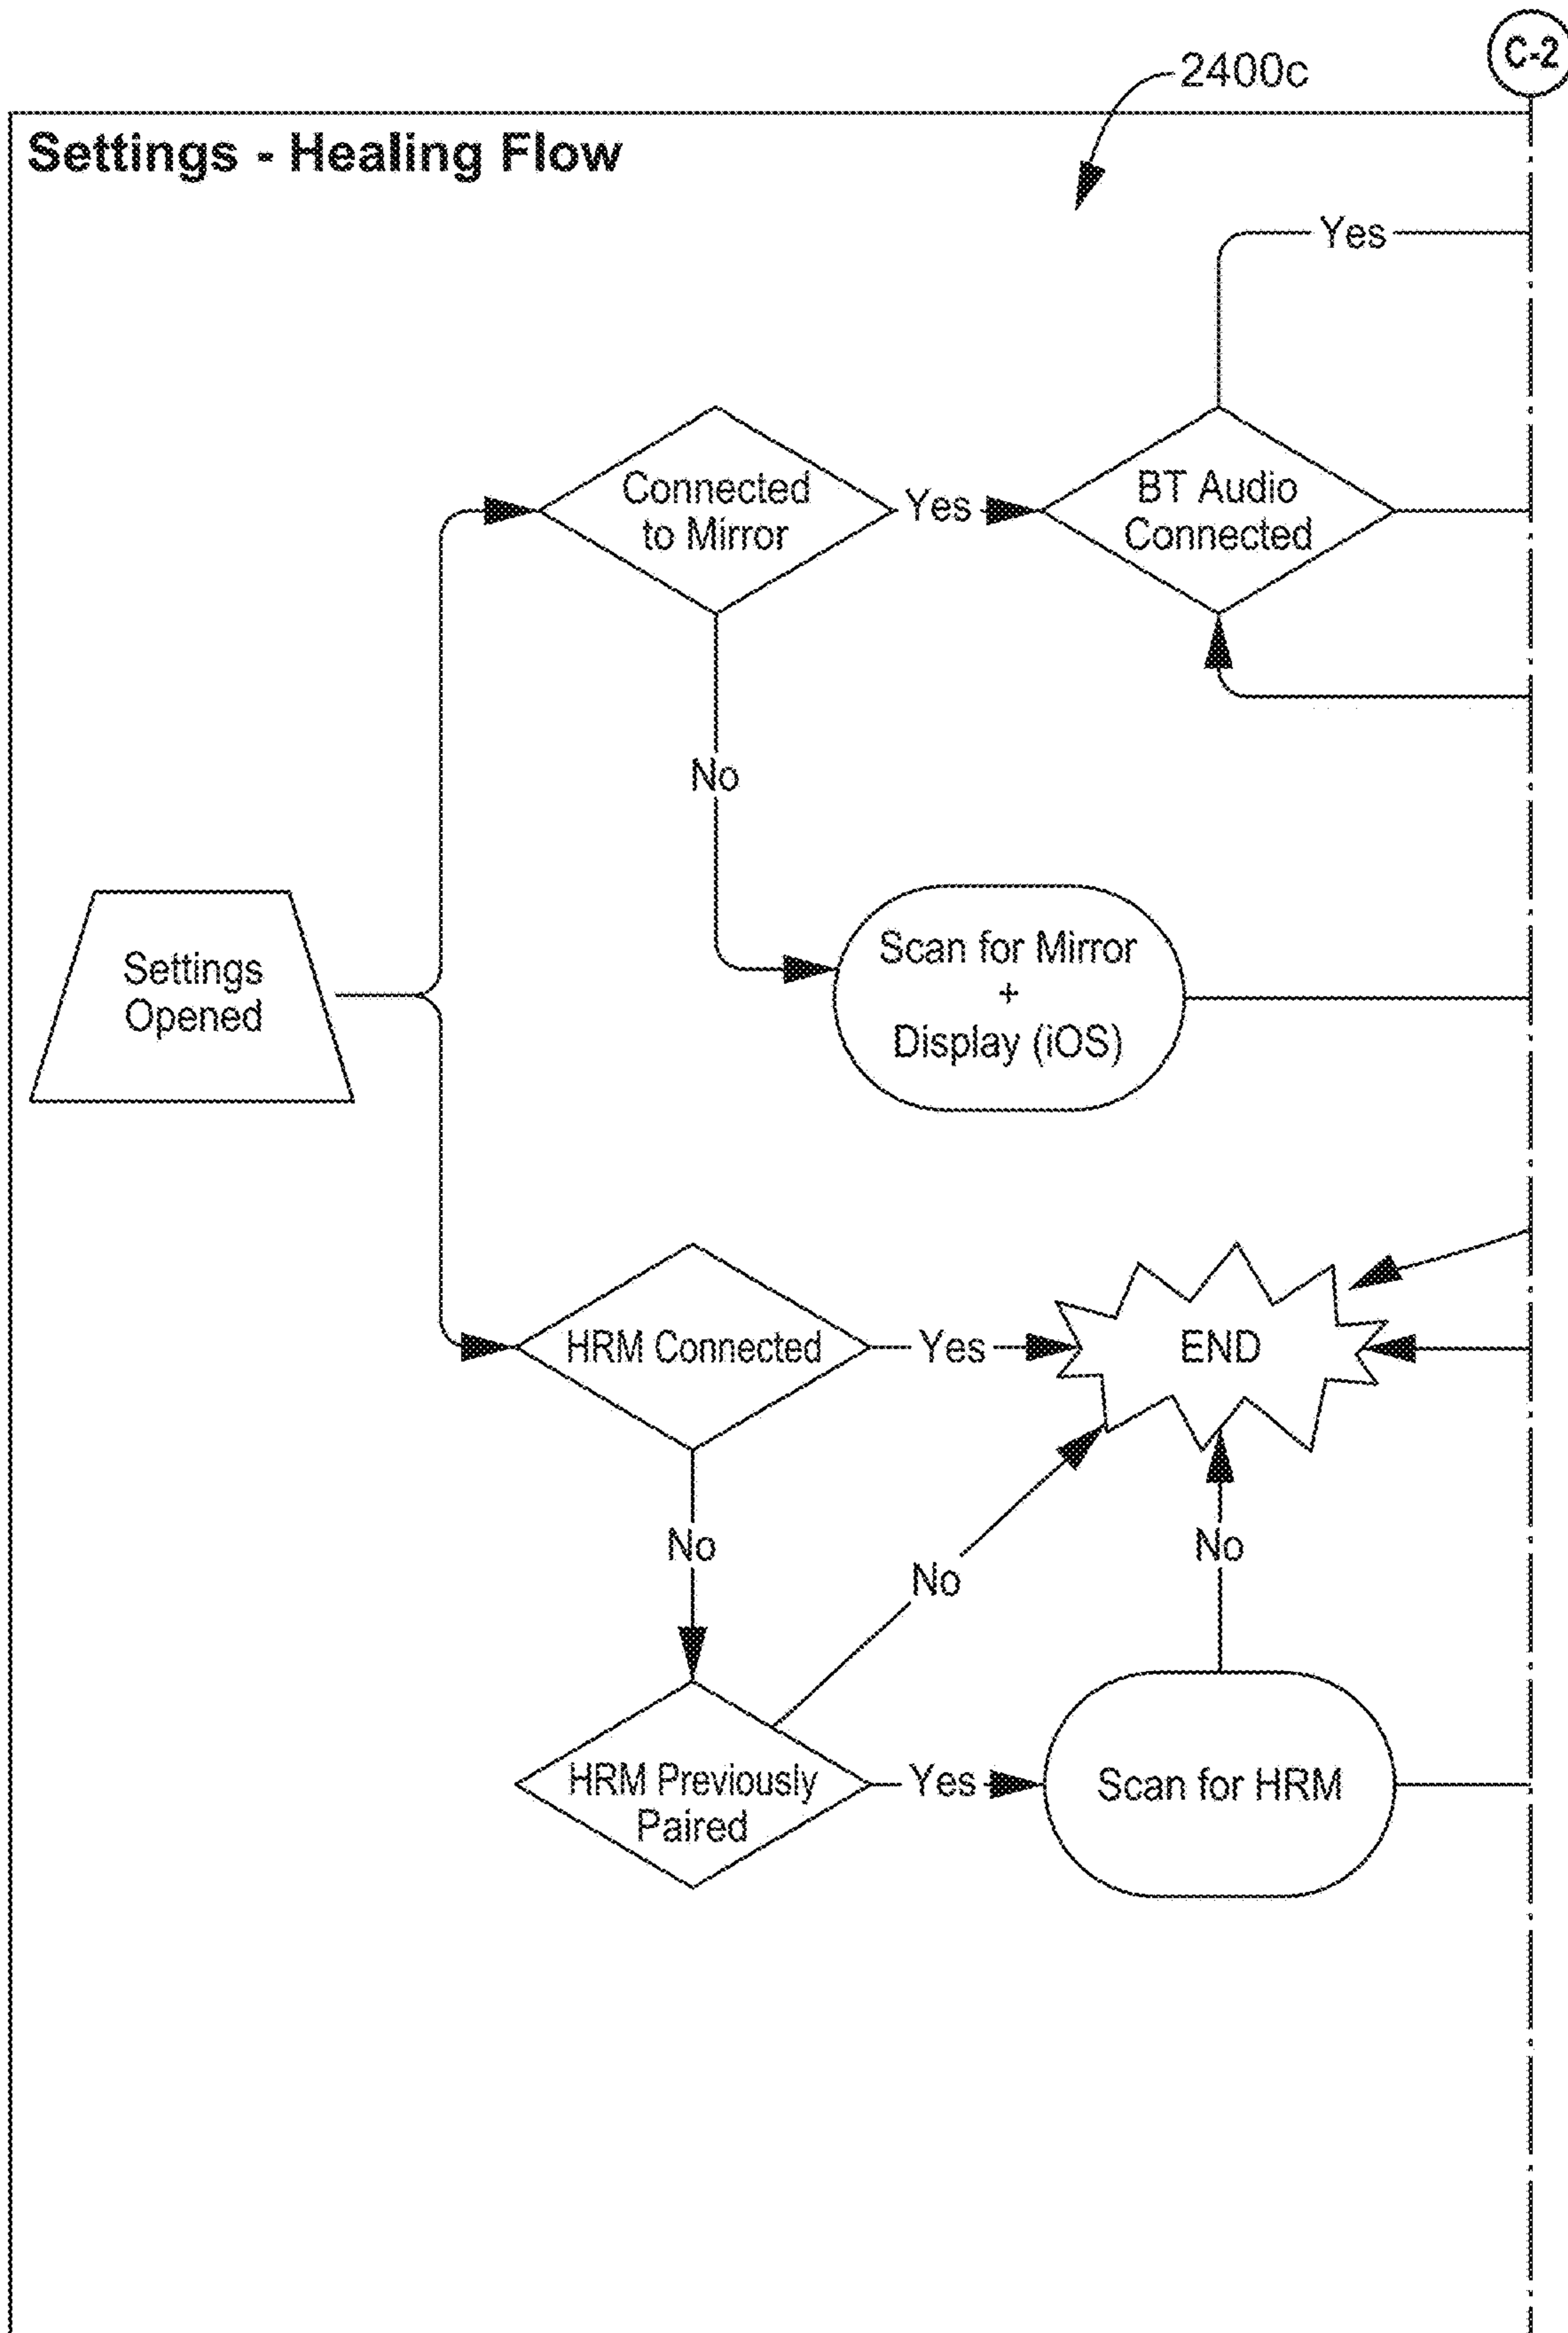 C-2
2400c
Settings - Healing Flow
Yes
Connected
to Mirror
Yes
BT Audio
Connected
No
Settings
Opened
Scan for Mirror
+
Display (iOS)
HRM Connected
Yes
END
No
No
No
HRM Previously
Paired
Yes
Scan for HRM